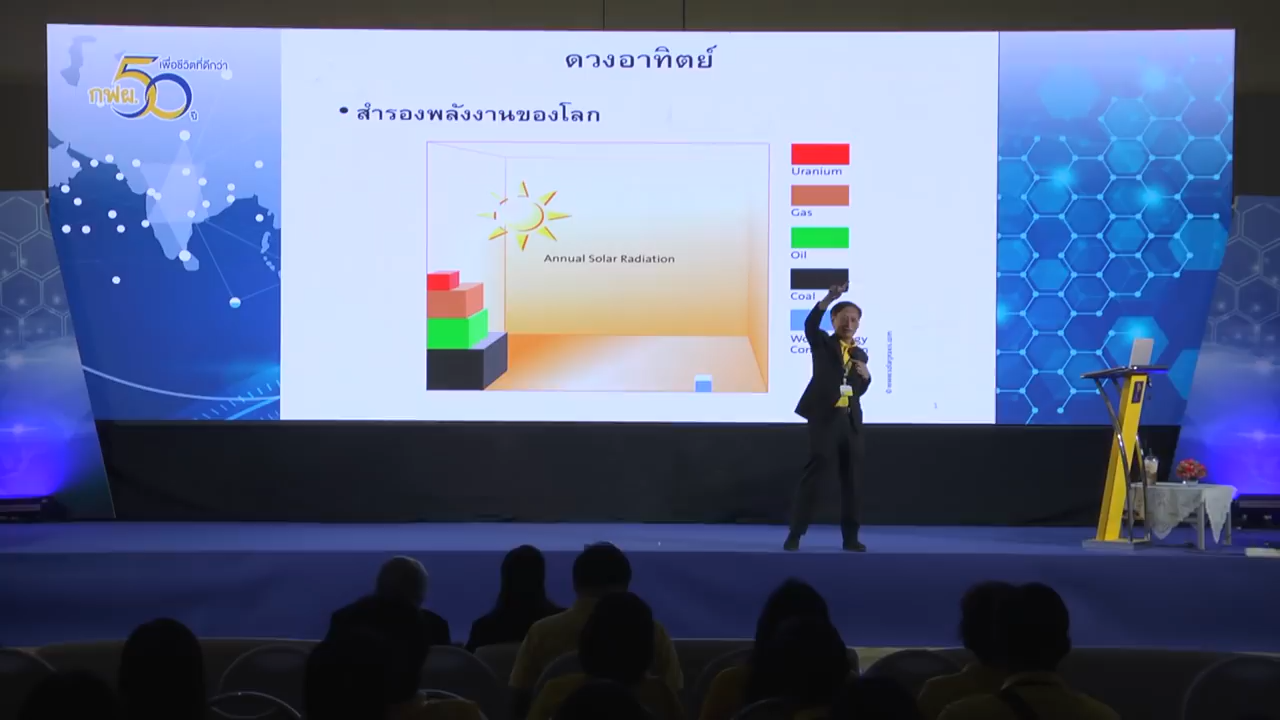 ดวงอาทิตย์
เพื่อชีวิตที่ดีกว่า
กฟผ. 50 ปี
• สำรองพลังงานของโลก
Uranium
Gas
Annual Solar Radiation
Oil
Coal
1